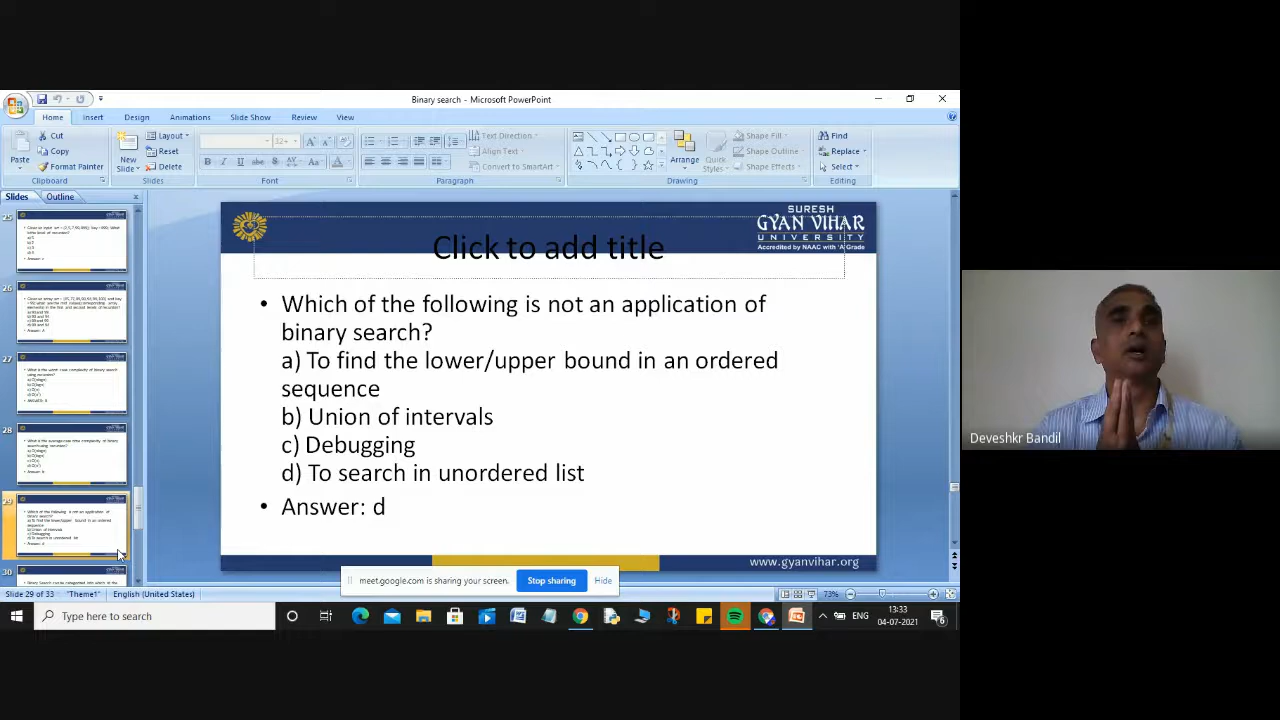 Binary search - Microsoft PowerPoint
Home Insert Design Animations Slide Show Review View
Cut
Copy
Format Painter
Paste
Clipboard
New
Slide
Layout
Reset
Delete
Slides
Font
Text Direction
Align Text
Convert to SmartArt
Paragraph
Arrange
Quick
Styles
Shape Fill
Shape Outline
Shape Effects
Drawing
Find
Replace
Select
Editing
Slides Outline
25
26
27
28
29
30
SURESH
GYAN VIHAR
UNIVERSITY
Accredited by NAAC with 'A' Grade
Click to add title
• Which of the following is not an application of
binary search?
a) To find the lower/upper bound in an ordered
sequence
b) Union of intervals
c) Debugging
d) To search in unordered list
• Answer: d
www.gyanvihar.org
meet.google.com is sharing your screen. Stop sharing Hide
Slide 29 of 33 "Theme1" English (United States) 73%
Type here to search
ENG
13:33
04-07-2021
Deveshkr Bandil